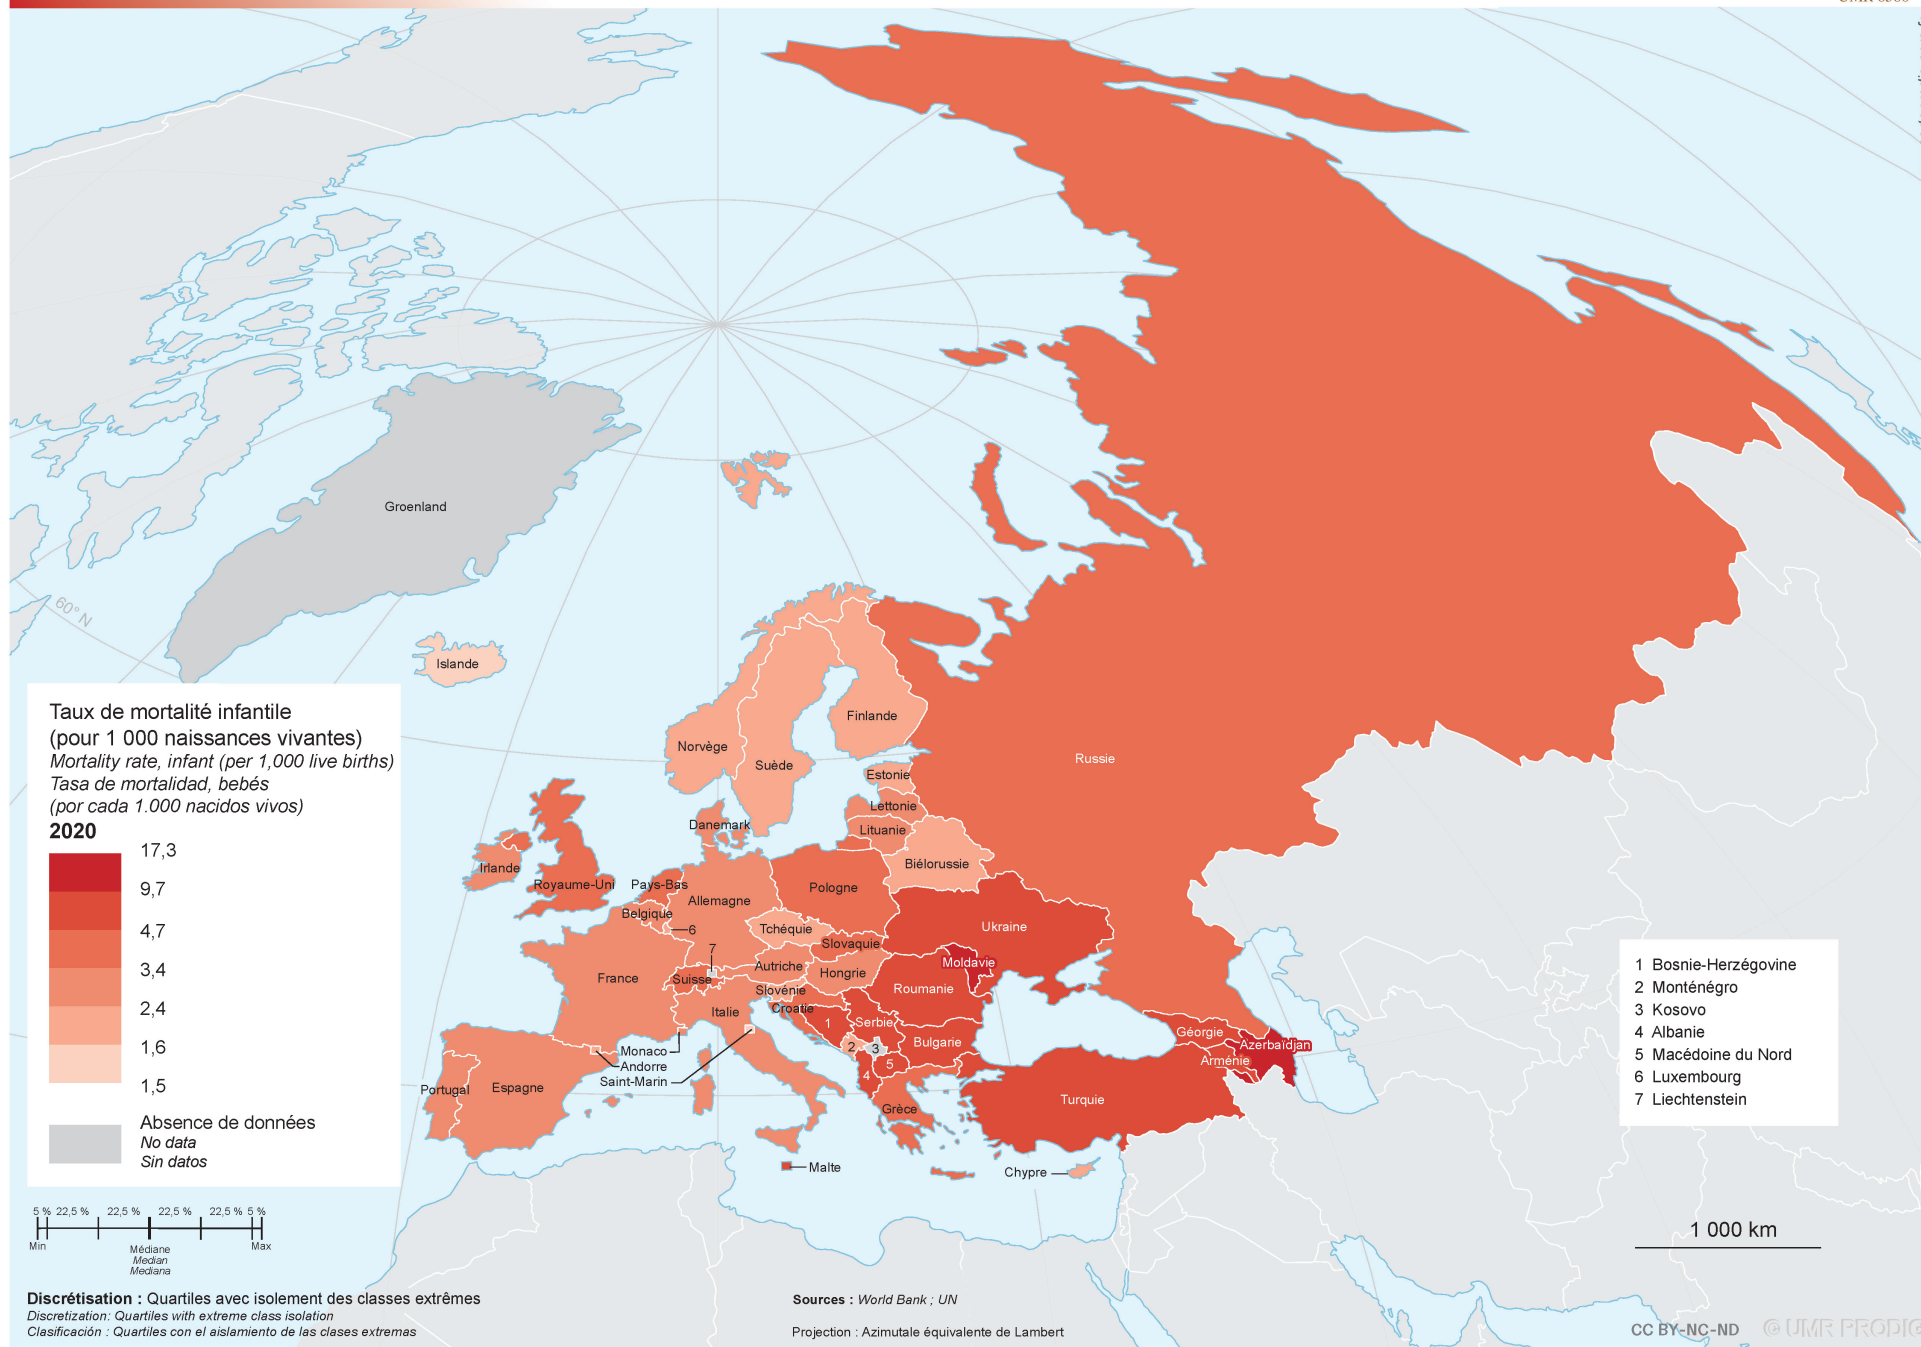 Groenland
60° N
Islande
Norvège
Suède
Finlande
Russie
Estonie
Lettonie
Lituanie
Danemark
Biélorussie
Irlande
Royaume-Uni
Pays-Bas
Allemagne
Pologne
Belgique
6
Tchéquie
Ukraine
7
Slovaquie
Moldavie
France
Suisse
Autriche
Hongrie
Slovénie
Roumanie
Italie
Croatie
1
Serbie
Géorgie
Azerbaïdjan
2
3
Bulgarie
Monaco
Andorre
Saint-Marin
4
5
Arménie
Portugal
Espagne
Grèce
Turquie
Malte
Chypre
Taux de mortalité infantile
(pour 1 000 naissances vivantes)
Mortality rate, infant (per 1,000 live births)
Tasa de mortalidad, bebés
(por cada 1.000 nacidos vivos)
2020
17,3
9,7
4,7
3,4
2,4
1,6
1,5
Absence de données
No data
Sin datos
5 % 22,5 % 22,5 % 22,5 % 22,5 % 5 %
Min Médiane Max
Median
Mediana
1 Bosnie-Herzégovine
2 Monténégro
3 Kosovo
4 Albanie
5 Macédoine du Nord
6 Luxembourg
7 Liechtenstein
1 000 km
Discrétisation : Quartiles avec isolement des classes extrêmes
Discretization: Quartiles with extreme class isolation
Clasificación : Quartiles con el aislamiento de las clases extremas
Sources : World Bank ; UN
Projection : Azimutale équivalente de Lambert
CC BY-NC-ND © UMR PRODIG